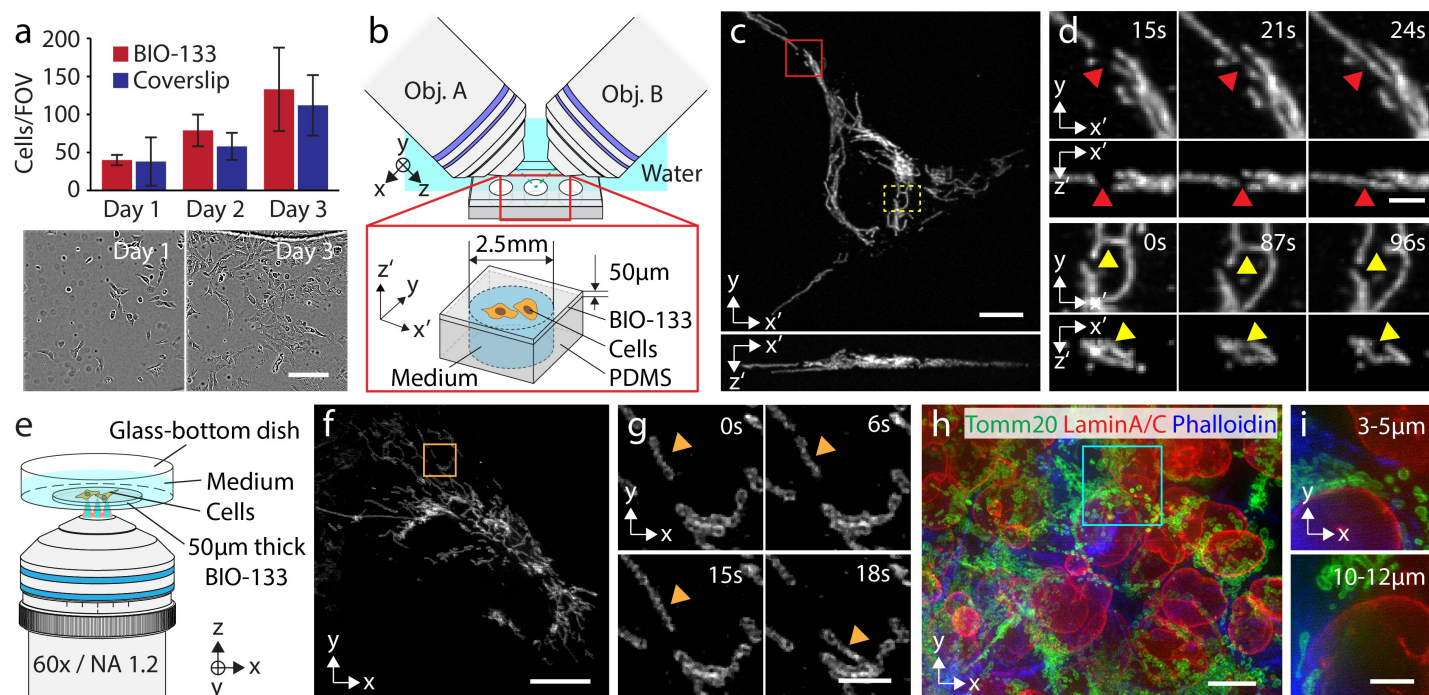 a
200
150
100
50
0
Cells/FOV
BIO-133
Coverslip
Day 1
Day 2
Day 3
Day 1
Day 3
b
Obj. A
Obj. B
y
x
z
Water
2.5mm
50μm
z′
y
x′
BIO-133
Cells
PDMS
Medium
c
y
x′
x′
z′
d
15s
21s
24s
y
x′
x′
z′
0s
87s
96s
y
x′
x′
z′
e
Glass-bottom dish
Medium
Cells
50μm thick
BIO-133
60x / NA 1.2
z
x
y
f
y
x
g
0s
6s
y
x
15s
18s
h
Tomm20 LaminA/C Phalloidin
y
x
i
3-5μm
10-12μm